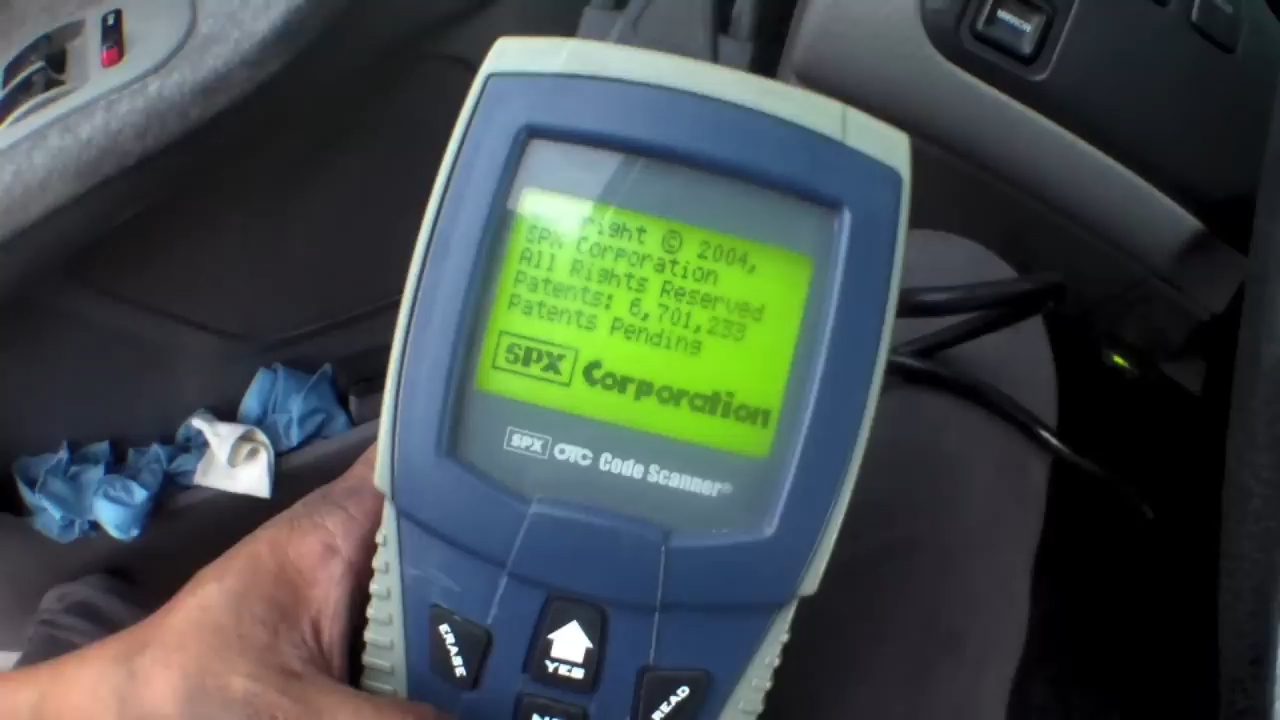 right © 2004,
SPX Corporation
All Rights Reserved
Patents: 6,701,233
Patents Pending
SPX Corporation
SPX OTC Code Scanner®
ERASE
YES
READ